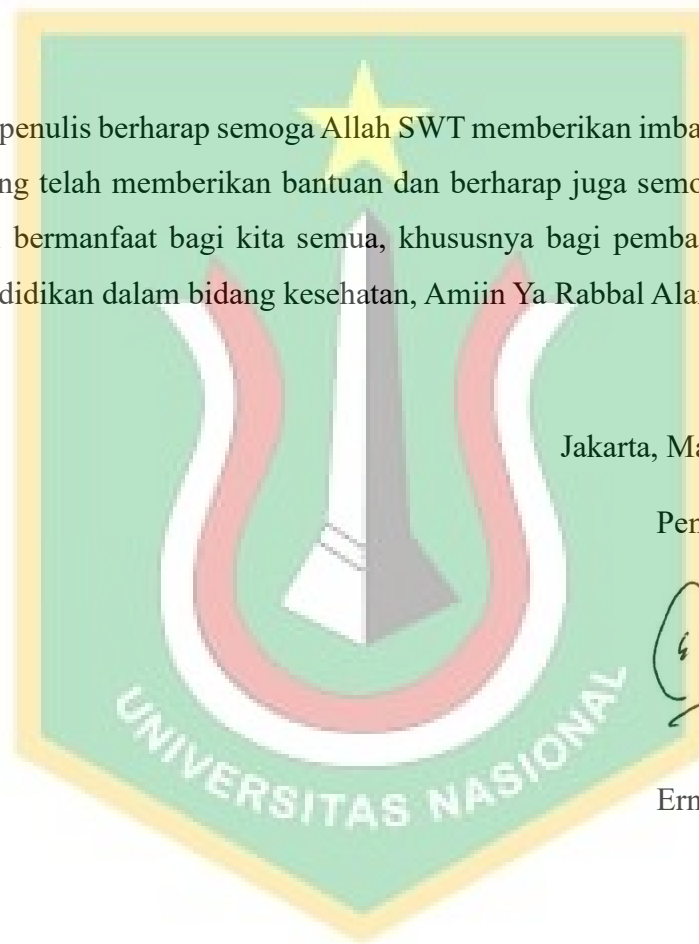 penulis berharap semoga Allah SWT memberikan imba
ng telah memberikan bantuan dan berharap juga semo
bermanfaat bagi kita semua, khususnya bagi pemba
didikan dalam bidang kesehatan, Amiin Ya Rabbal Ala
Jakarta, Ma
Pen
UNIVERSITAS NASIONAL
Ern